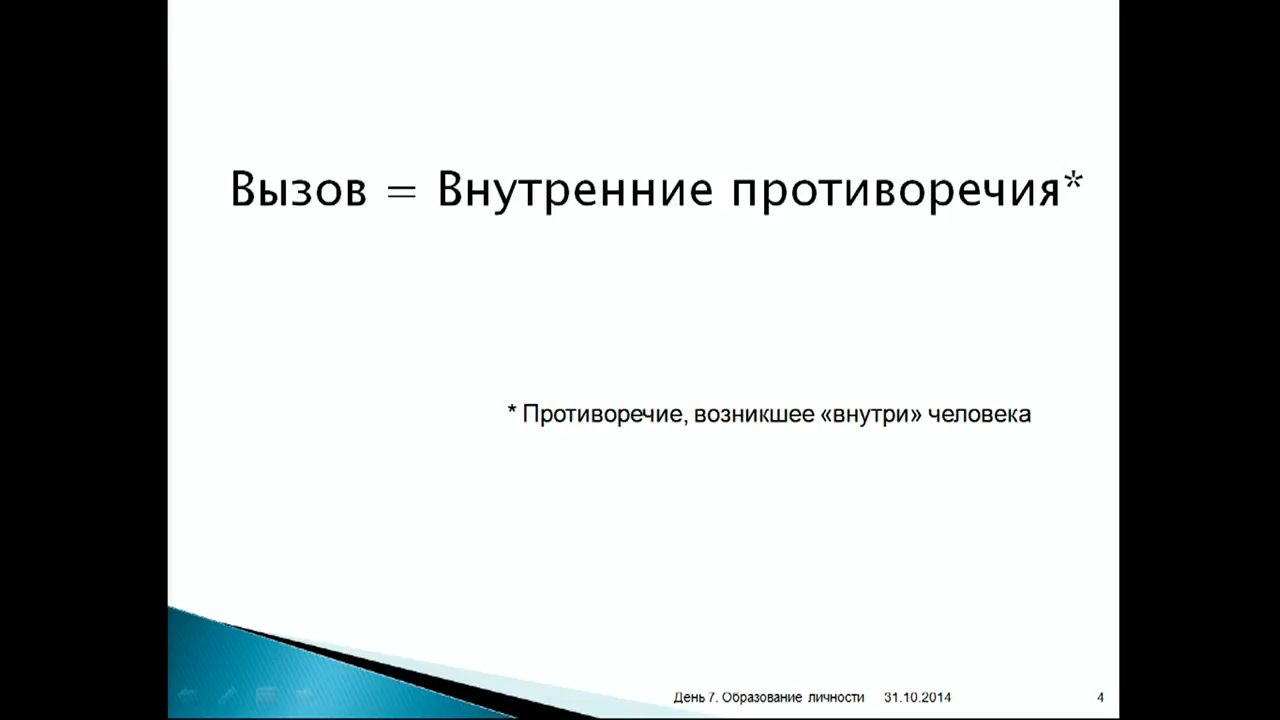 Вызов = Внутренние противоречия*
* Противоречие, возникшее «внутри» человека
День 7. Образование личности 31.10.2014 4